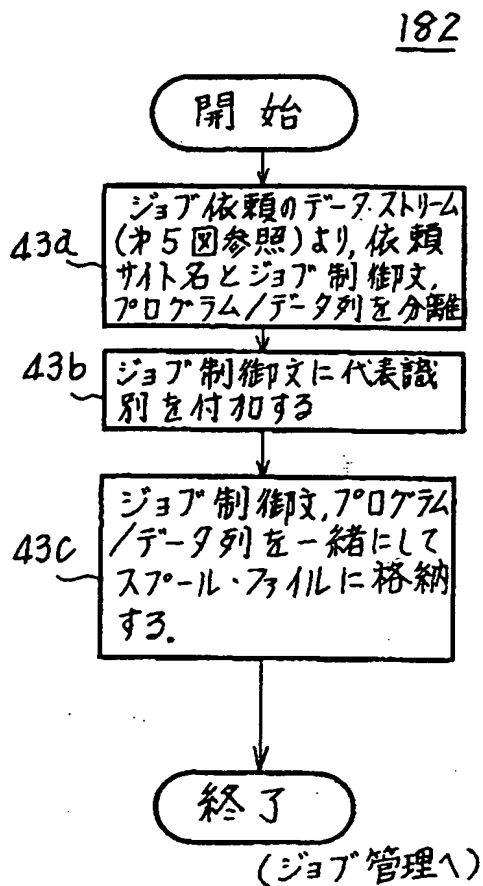 182
開始
43a
ジョブ依頼のデータ・ストリーム
(才5図参照)より,依頼
サイト名とジョブ制御文,
プログラム/データ列を分離
43b
ジョブ制御文に代表識
別を付加する
43c
ジョブ制御文,プログラム
/データ列を一緒にして
スプール・ファイルに格納
する.
終了
(ジョブ管理へ)